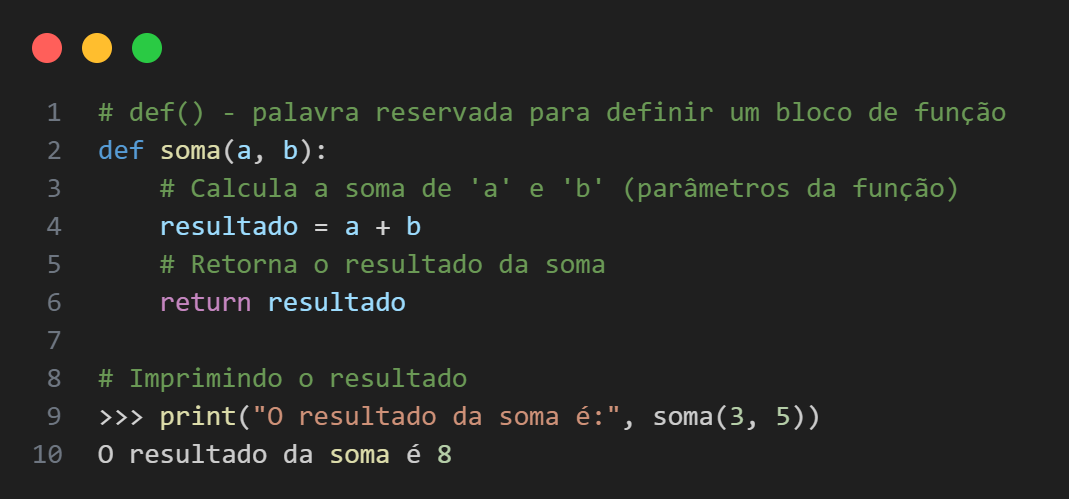 1 # def() - palavra reservada para definir um bloco de função
2 def soma(a, b):
3     # Calcula a soma de 'a' e 'b' (parâmetros da função)
4     resultado = a + b
5     # Retorna o resultado da soma
6     return resultado
7
8 # Imprimindo o resultado
9 >>> print("O resultado da soma é:", soma(3, 5))
10 O resultado da soma é 8